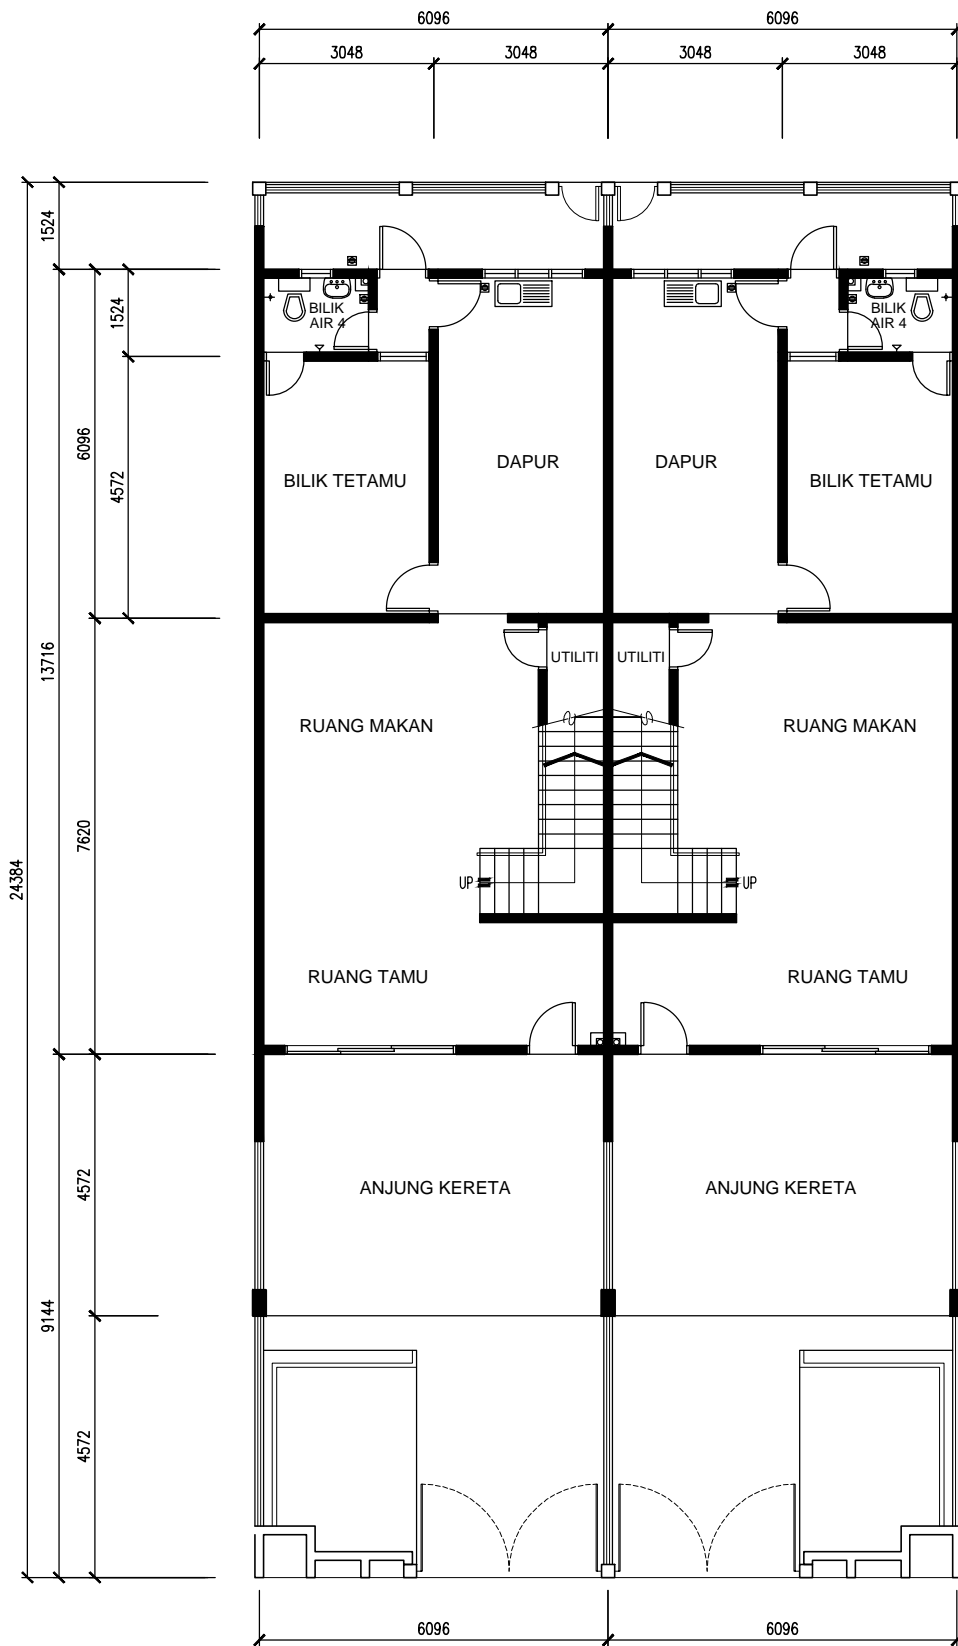 6096
6096
3048
3048
3048
3048
1524
1524
BILIK
AIR 4
BILIK
AIR 4
6096
4572
BILIK TETAMU
DAPUR
DAPUR
BILIK TETAMU
13716
UTILITI
UTILITI
RUANG MAKAN
RUANG MAKAN
7620
24384
UP
UP
RUANG TAMU
RUANG TAMU
4572
ANJUNG KERETA
ANJUNG KERETA
9144
4572
6096
6096